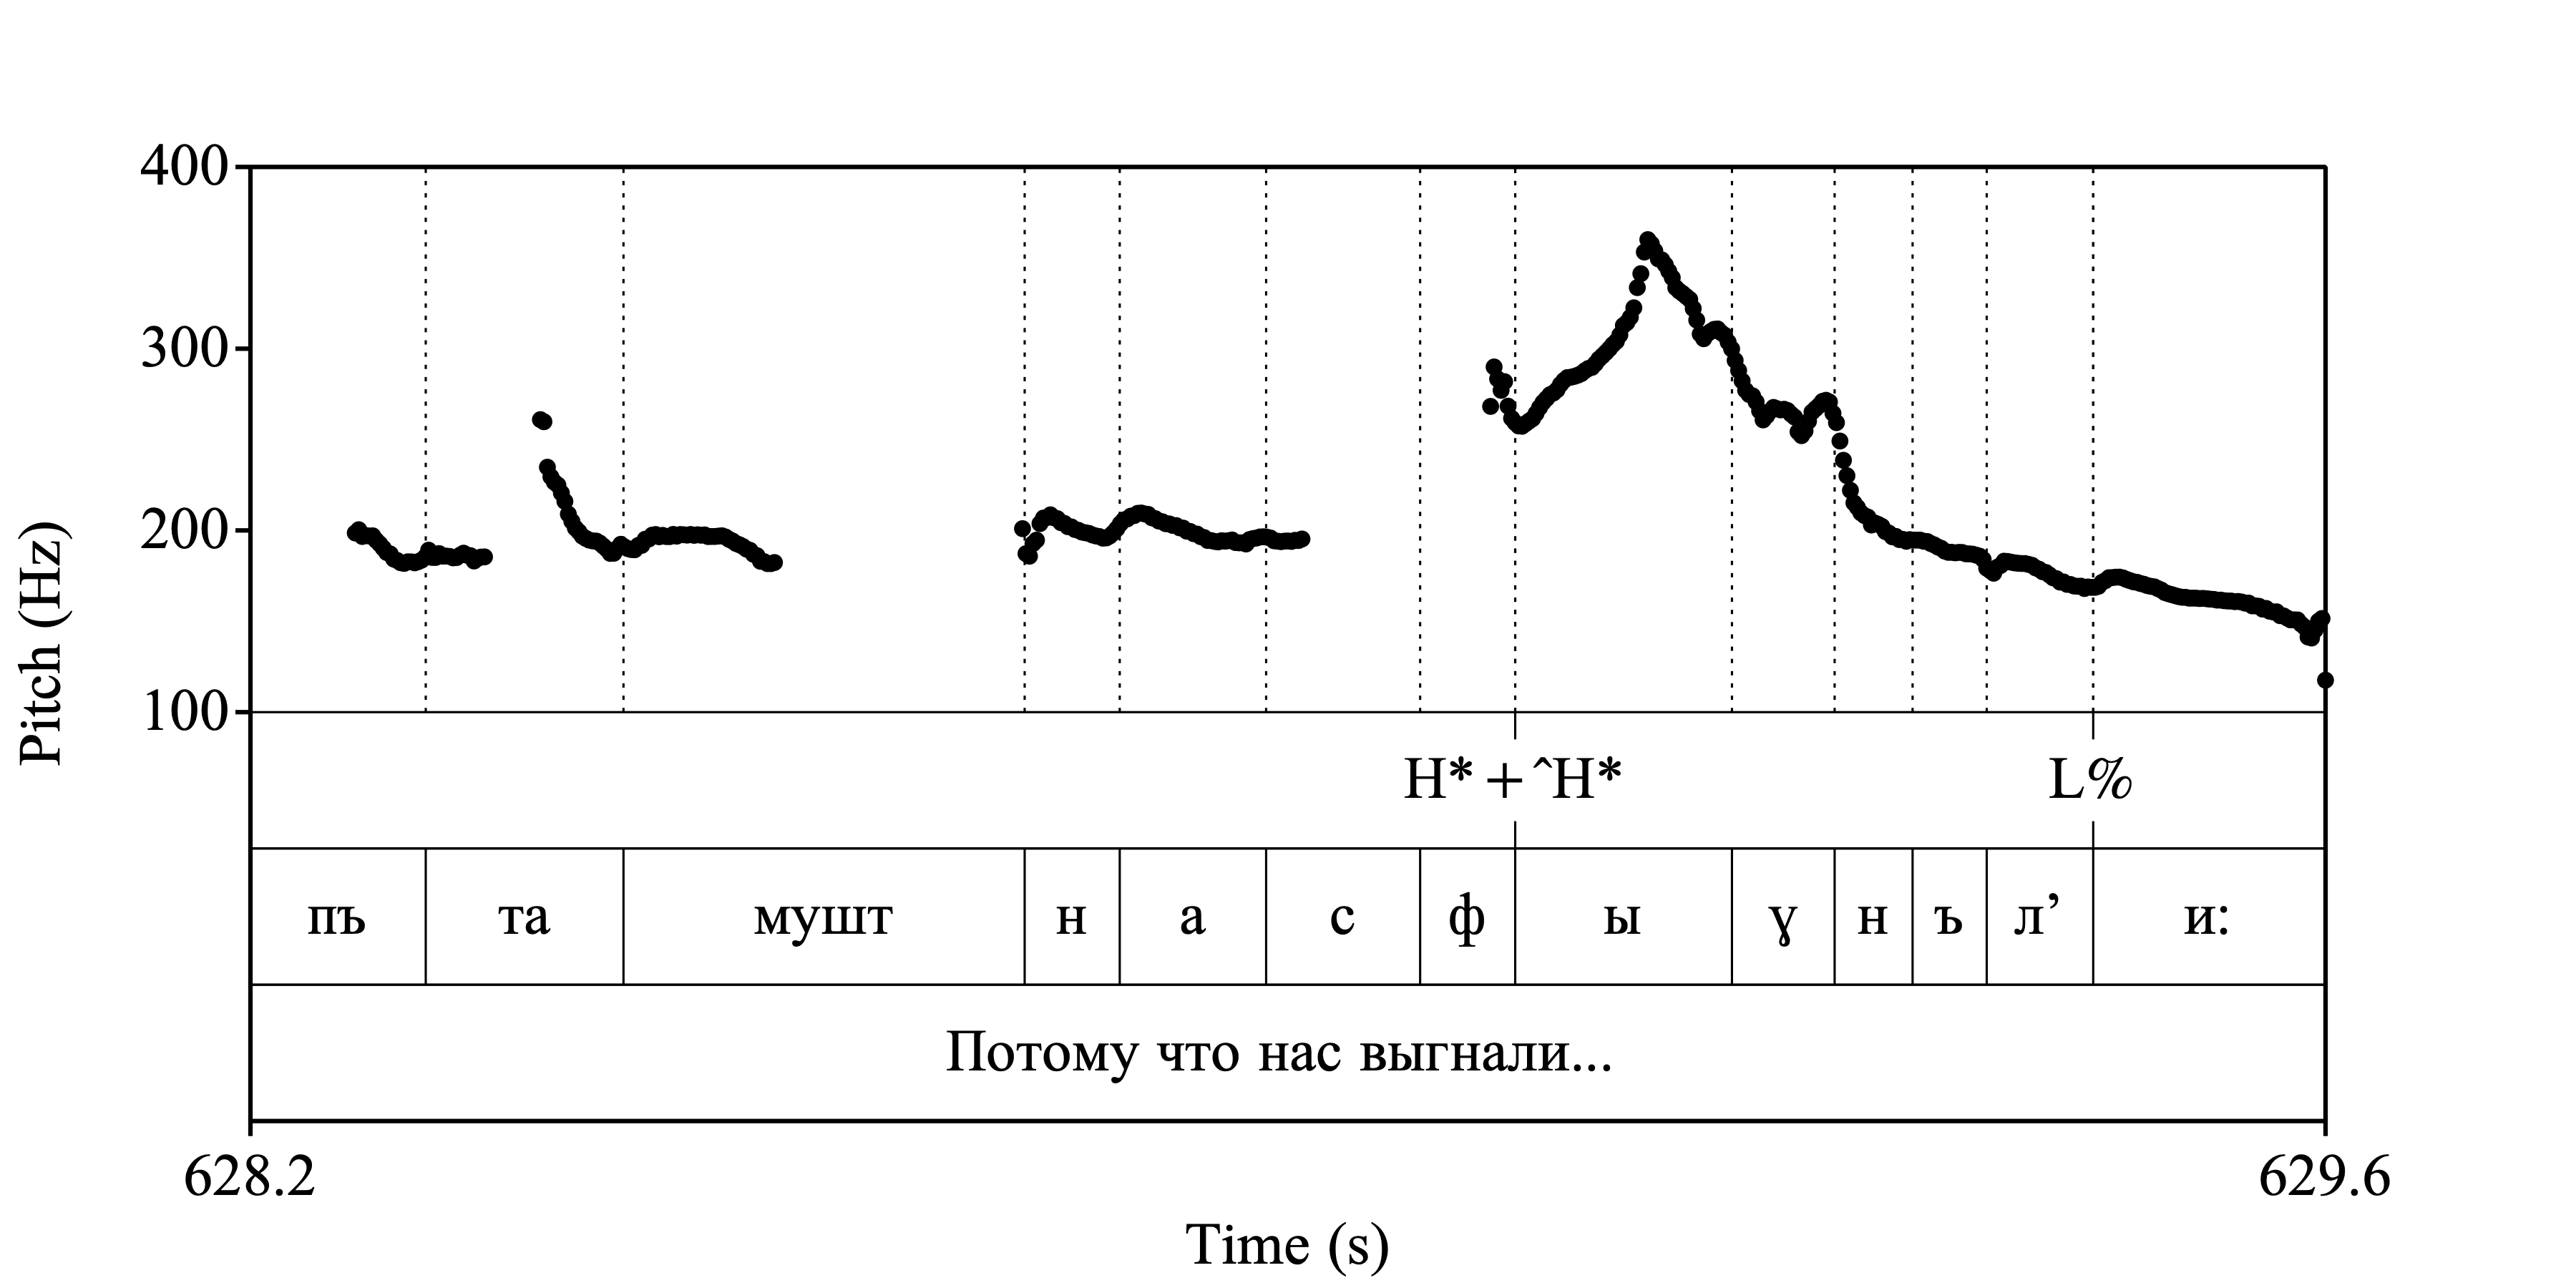 400
300
200
100
Pitch (Hz)
H* + ˆH* L%
пъ та мушт н а с ф ы ɣ н ъ л’ и:
Потому что нас выгнали...
628.2 629.6
Time (s)